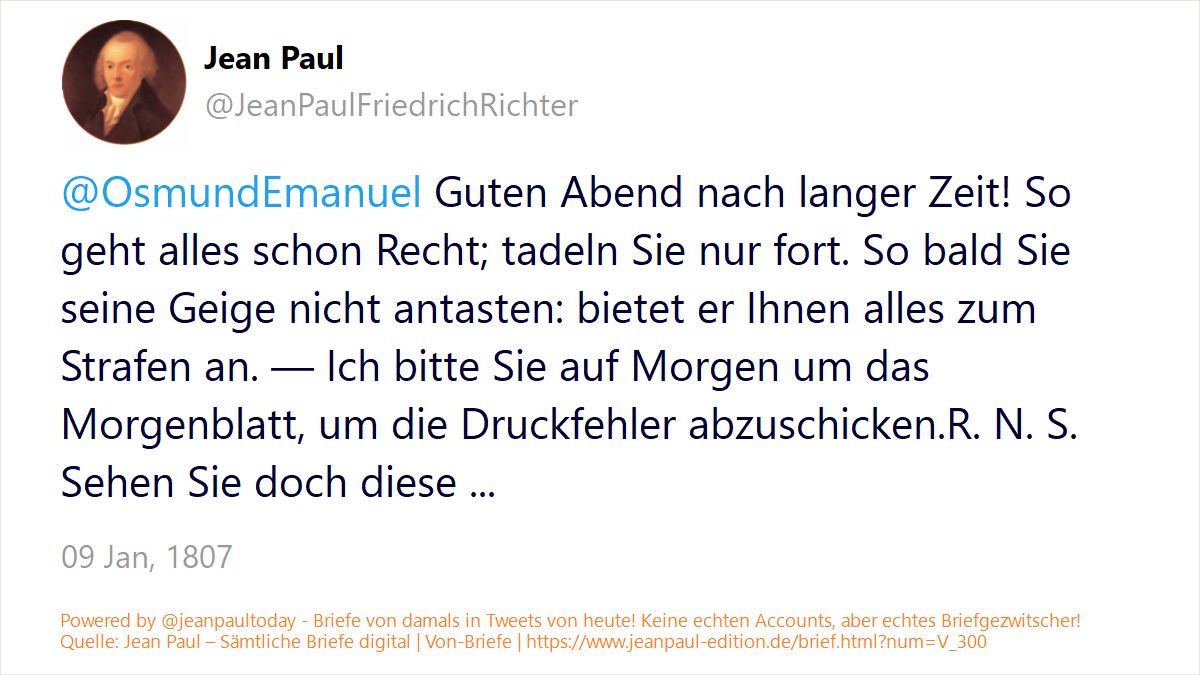 Jean Paul
@JeanPaulFriedrichRichter
@OsmundEmanuel Guten Abend nach langer Zeit! So
geht alles schon Recht; tadeln Sie nur fort. So bald Sie
seine Geige nicht antasten: bietet er Ihnen alles zum
Strafen an. — Ich bitte Sie auf Morgen um das
Morgenblatt, um die Druckfehler abzuschicken.R. N. S.
Sehen Sie doch diese ...
09 Jan, 1807
Powered by @jeanpaultoday - Briefe von damals in Tweets von heute! Keine echten Accounts, aber echtes Briefgezwitscher!
Quelle: Jean Paul – Sämtliche Briefe digital | Von-Briefe | https://www.jeanpaul-edition.de/brief.html?num=V_300